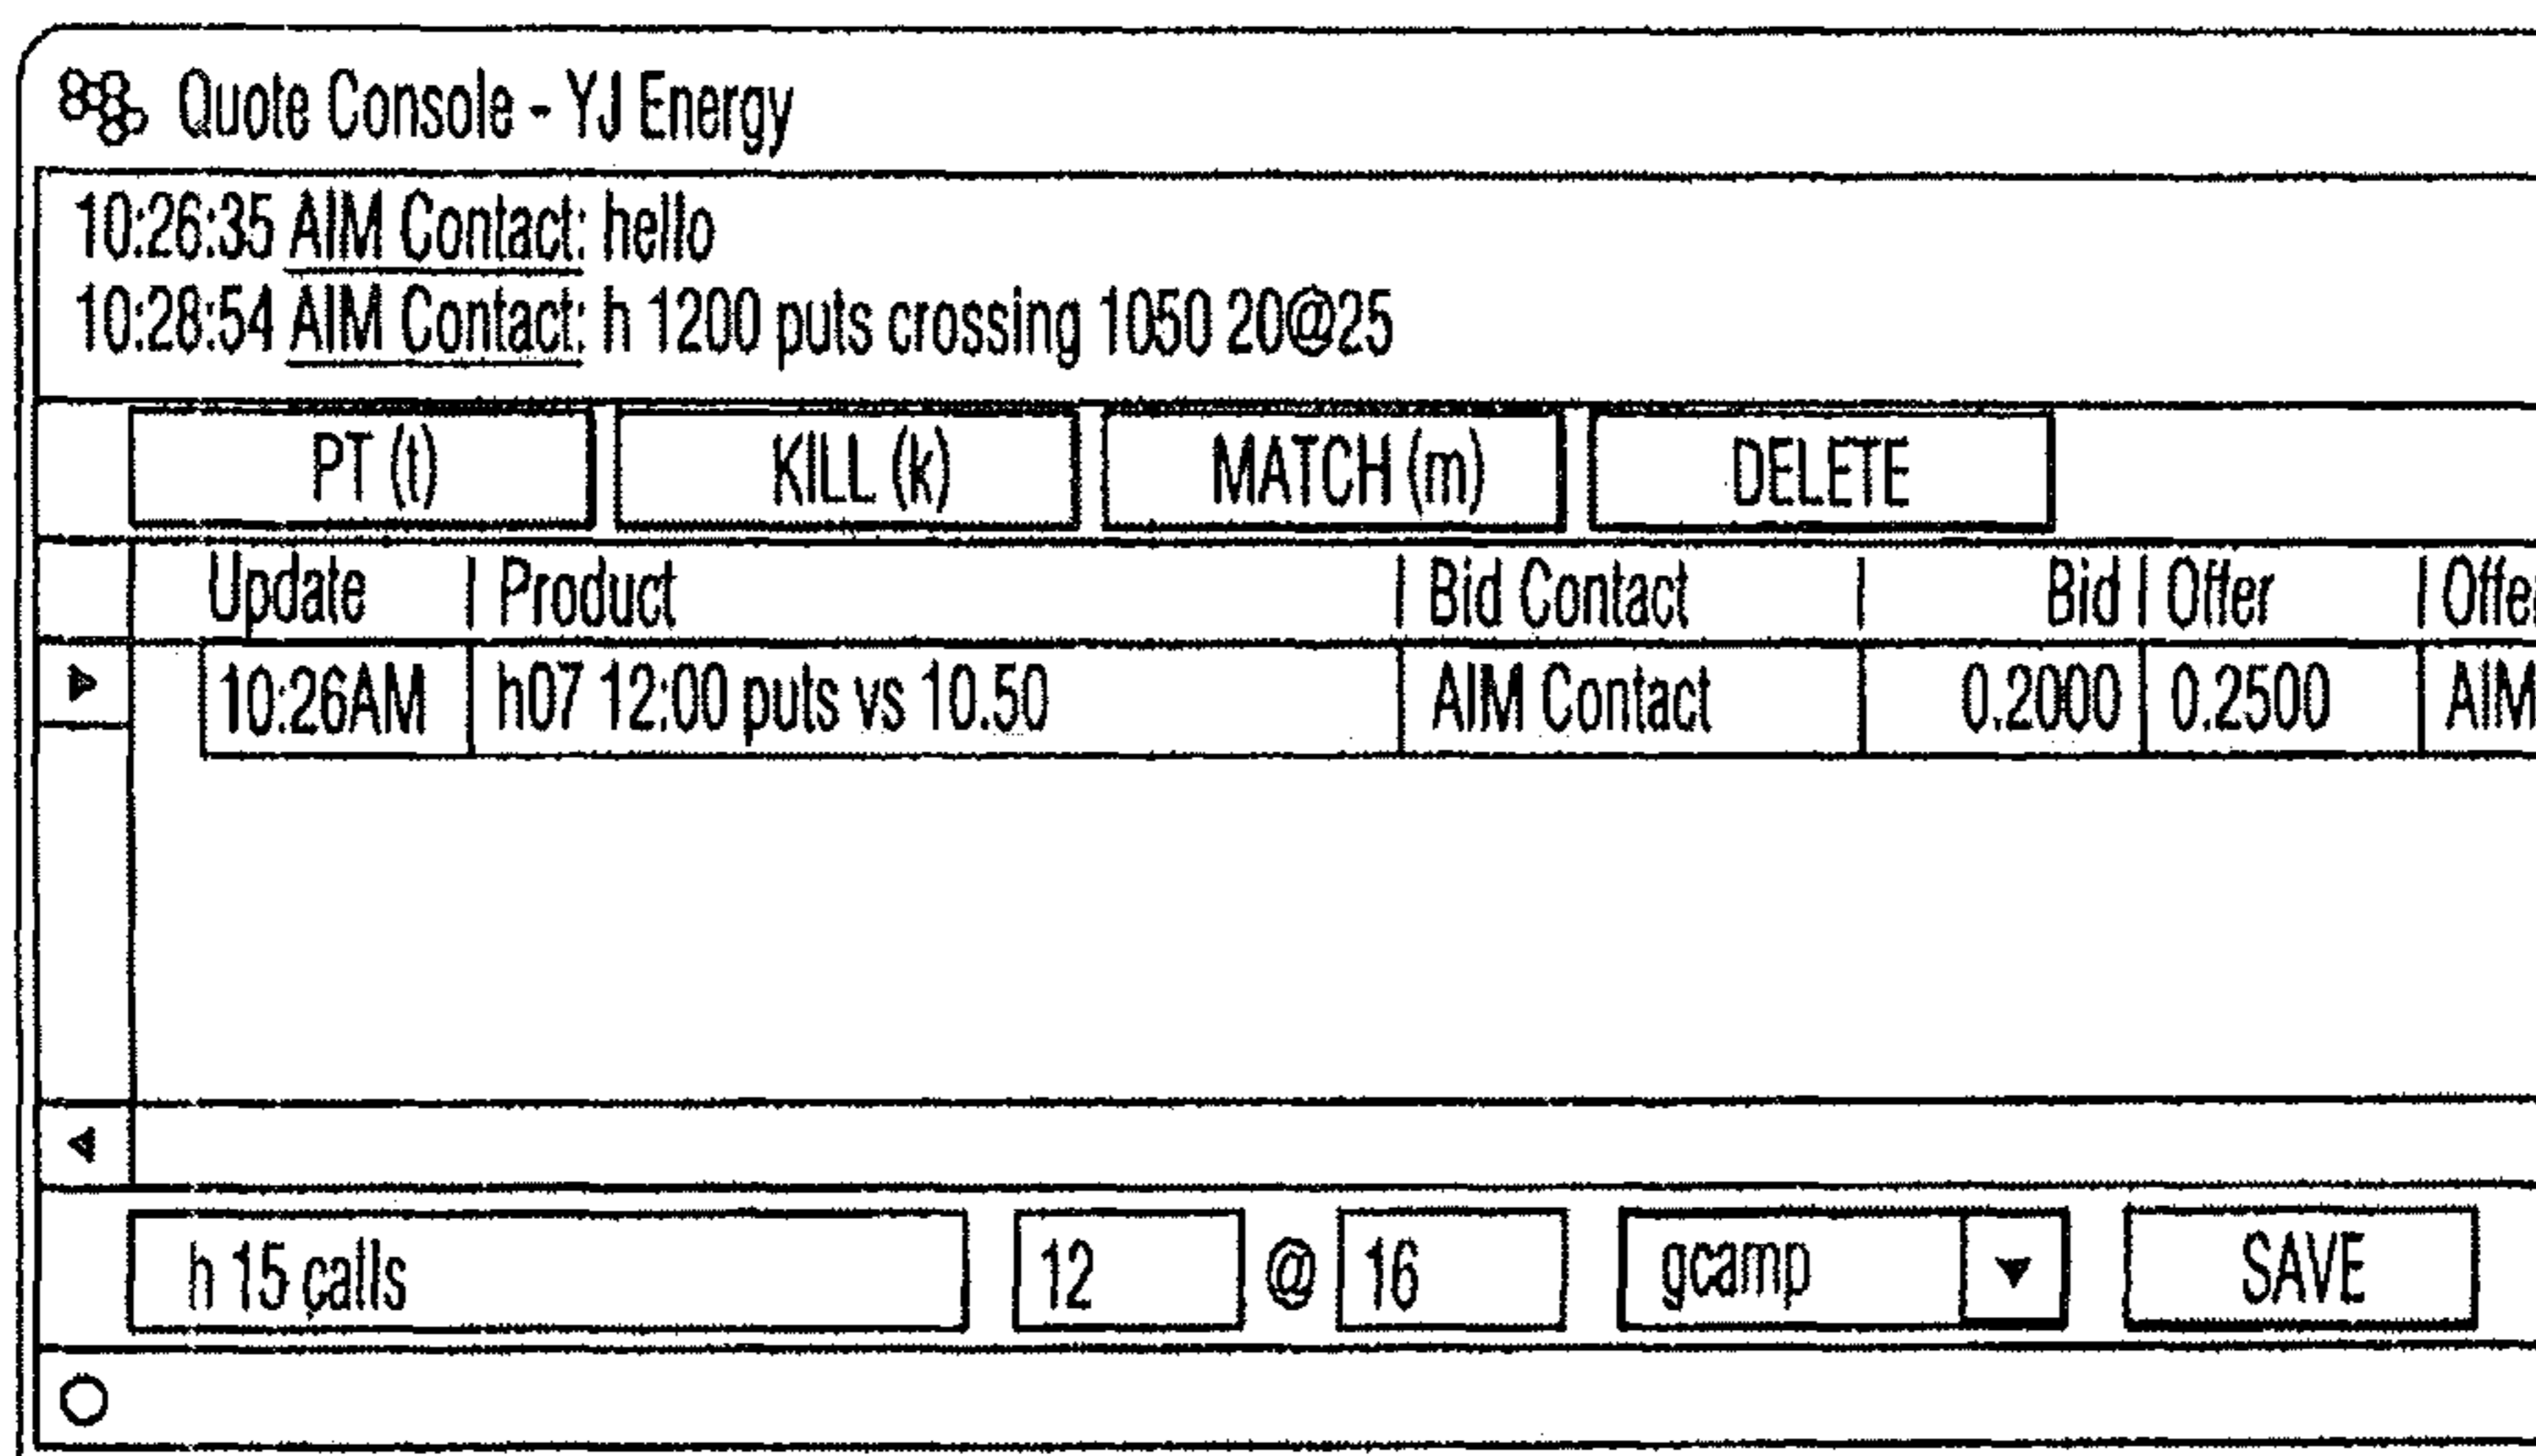 Quote Console - YJ Energy
10:26:35 AIM Contact: hello
10:28:54 AIM Contact: h 1200 puts crossing 1050 20@25
PT (t) KILL (k) MATCH (m) DELETE
Update | Product | Bid Contact | Bid | Offer | Offer
10:26AM h07 12:00 puts vs 10.50 AIM Contact 0.2000 0.2500 AIM
h 15 calls 12 @ 16 gcamp SAVE